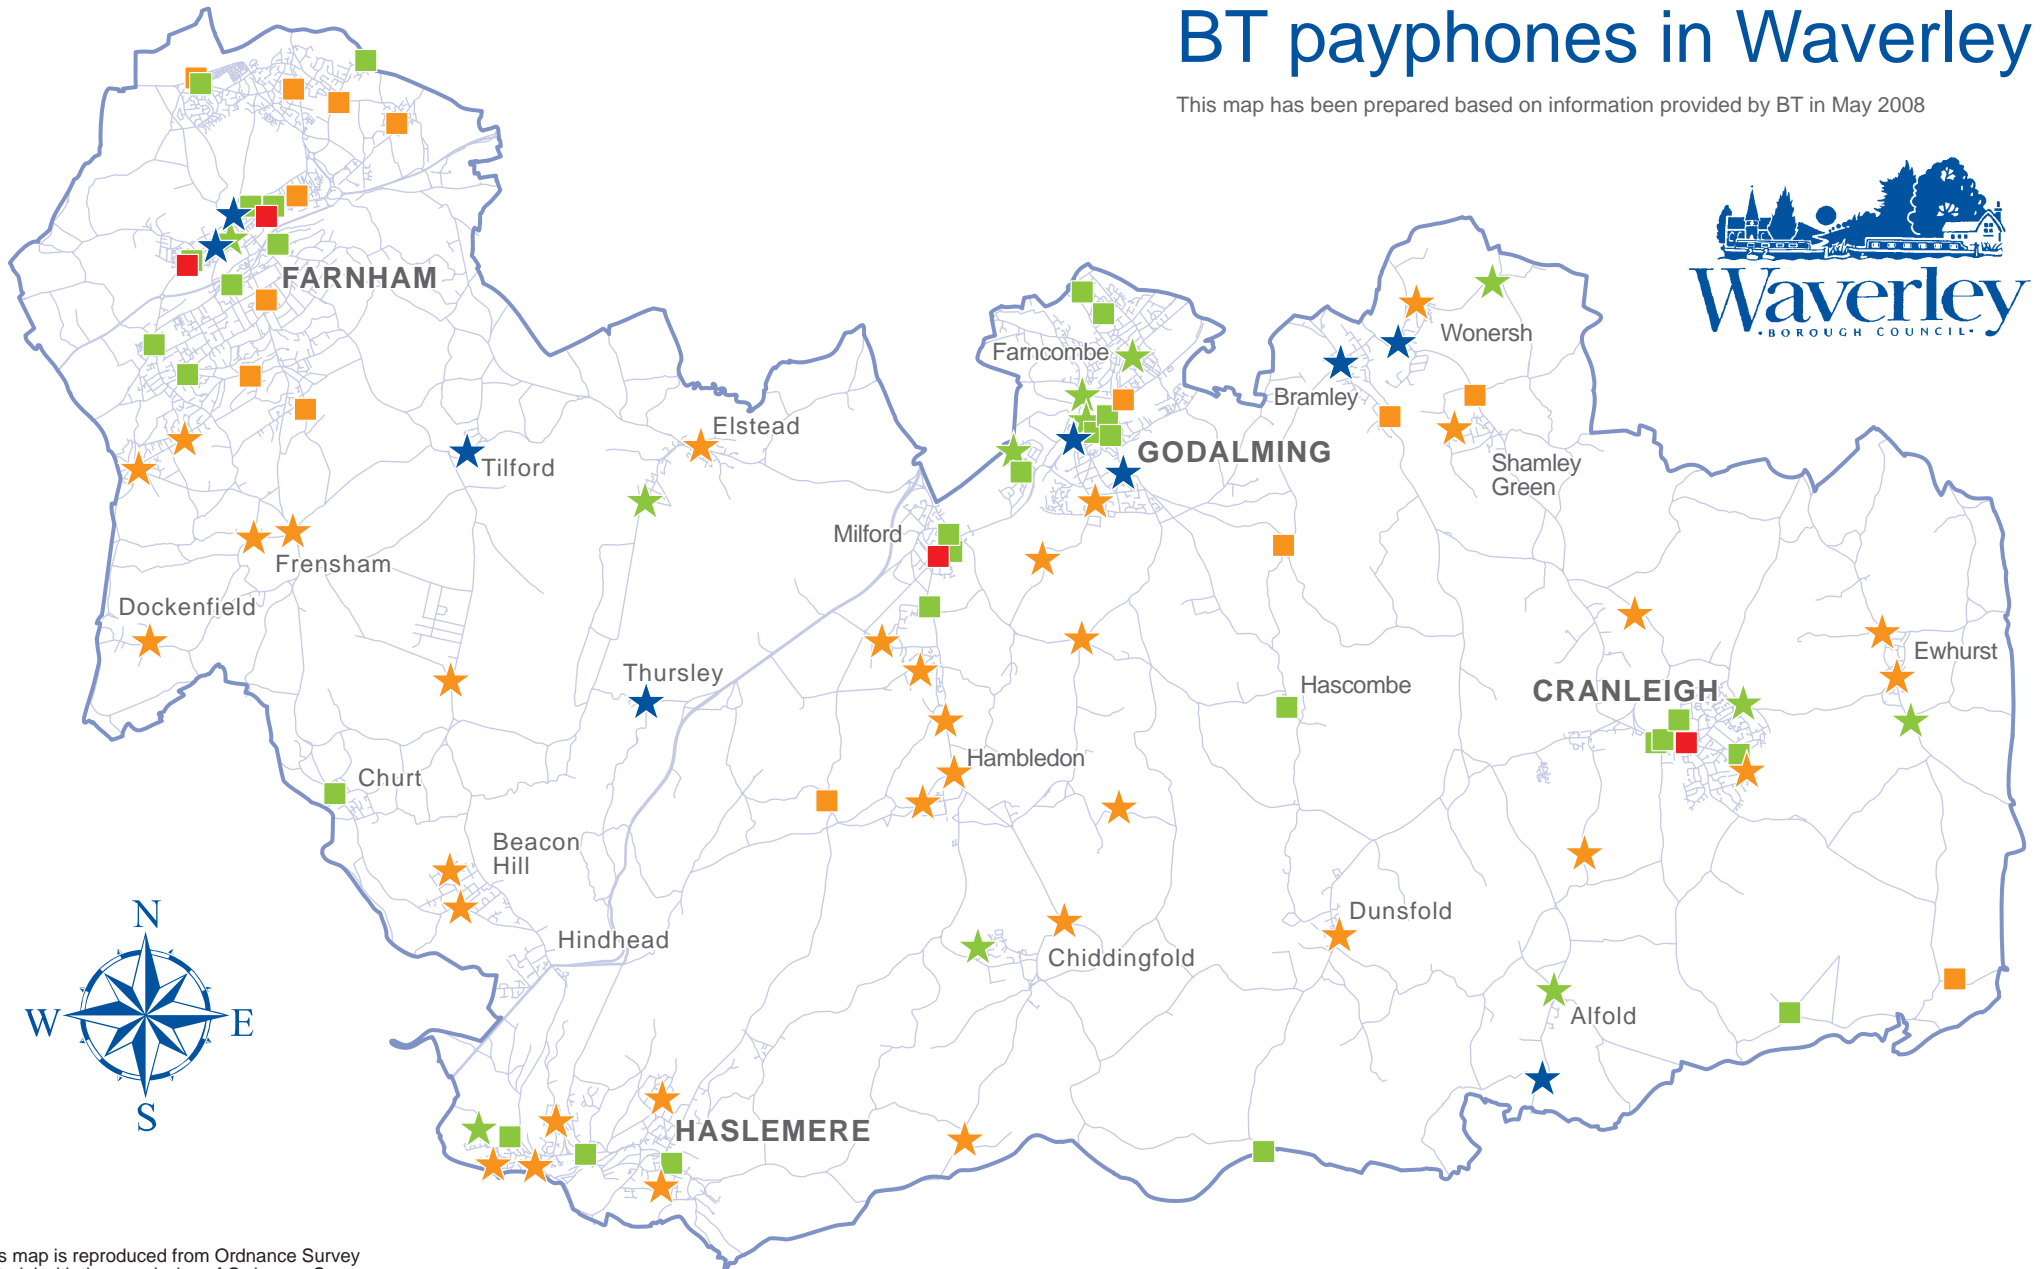 BT payphones in Waverley
This map has been prepared based on information provided by BT in May 2008
Waverley
•BOROUGH COUNCIL•
FARNHAM
Farncombe
Wonersh
Bramley
Elstead
GODALMING
Tilford
Shamley
Green
Milford
Frensham
Dockenfield
Thursley
Hascombe
CRANLEIGH
Ewhurst
Churt
Hambledon
Beacon
Hill
Hindhead
Dunsfold
Chiddingfold
Alfold
HASLEMERE
N
W
E
S
s map is reproduced from Ordnance Survey